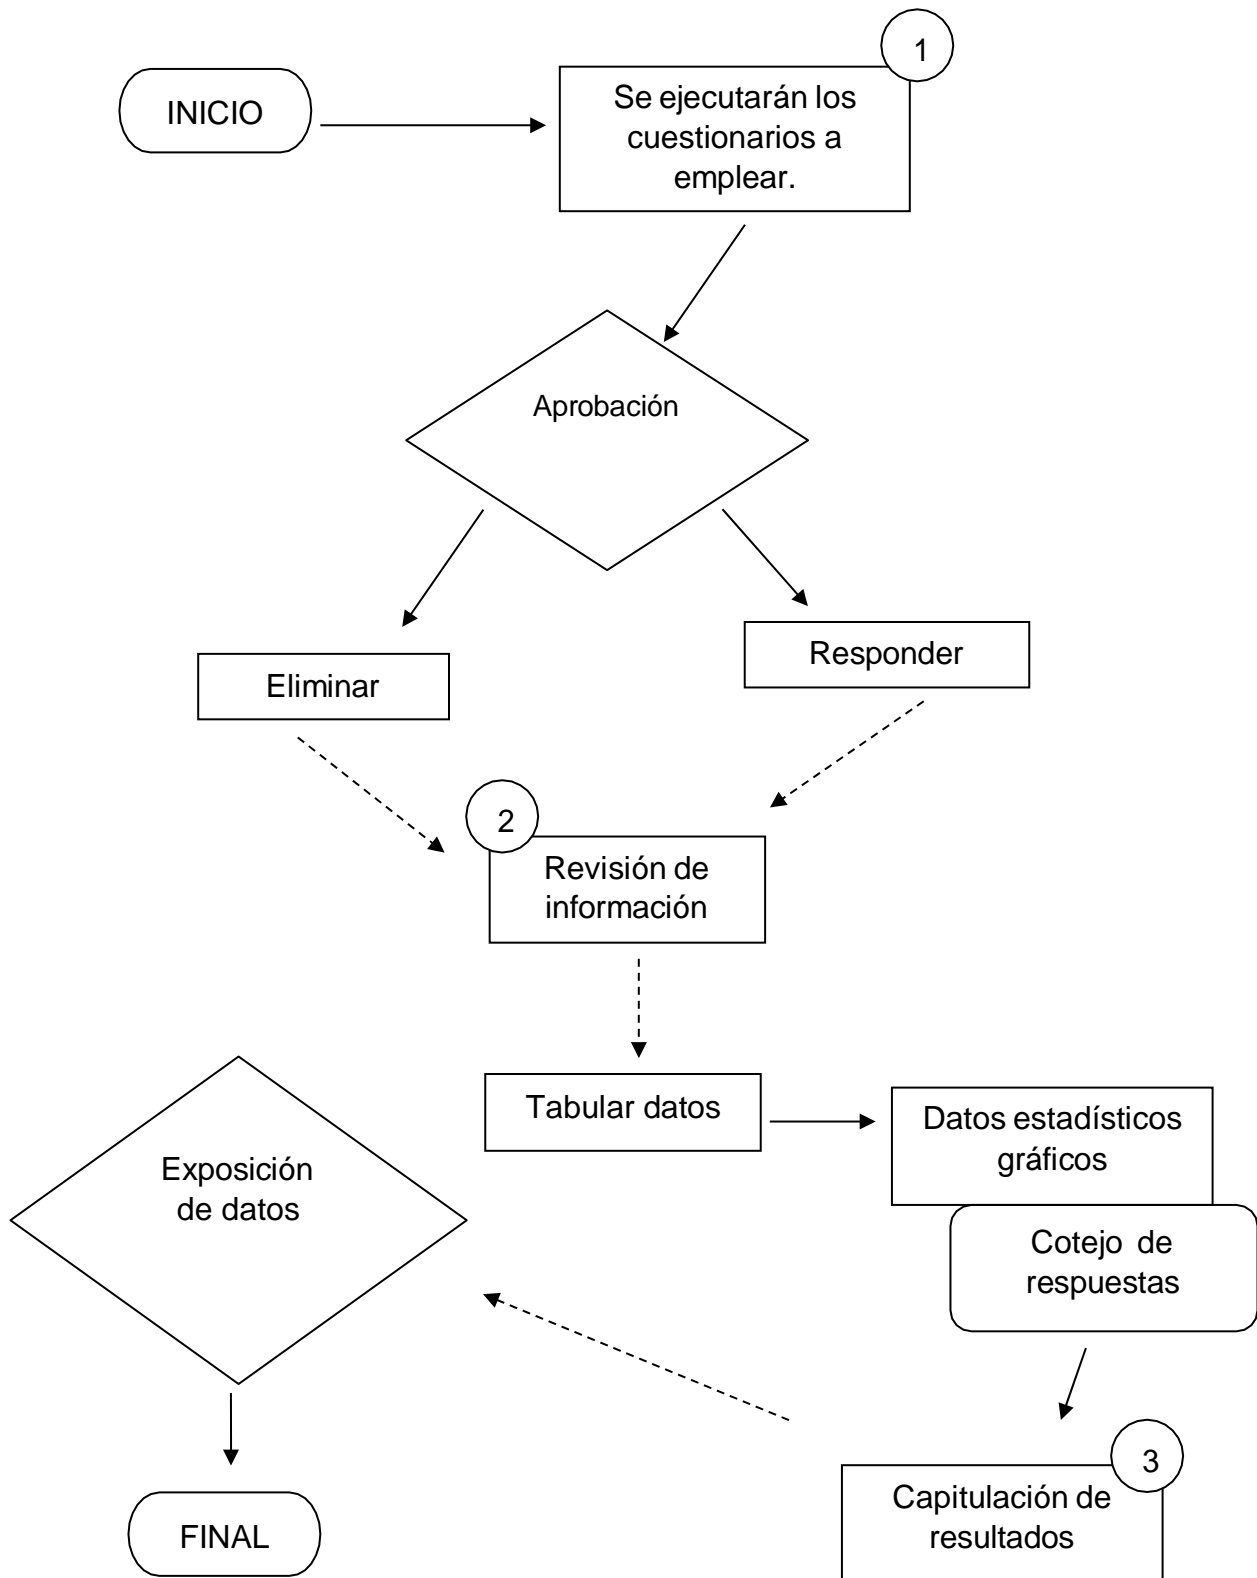 1
INICIO
Se ejecutarán los
cuestionarios a
emplear.
Aprobación
Eliminar
Responder
2
Revisión de
información
Tabular datos
Datos estadísticos
gráficos
Cotejo de
respuestas
Exposición
de datos
3
Capitulación de
resultados
FINAL